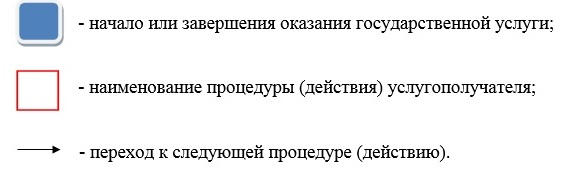 - начало или завершения оказания государственной услуги;
- наименование процедуры (действия) услугополучателя;
- переход к следующей процедуре (действию).